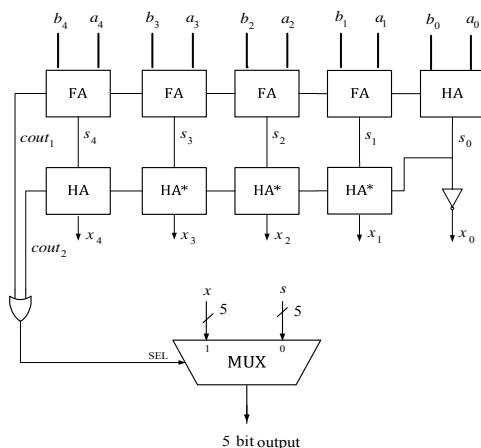 b4 a4 b3 a3 b2 a2 b1 a1 b0 a0
FA FA FA FA HA
cout1 s4 s3 s2 s1 s0
HA HA* HA* HA*
cout2 x4 x3 x2 x1 x0
x s
5 5
1 0
SEL MUX
5 bit output